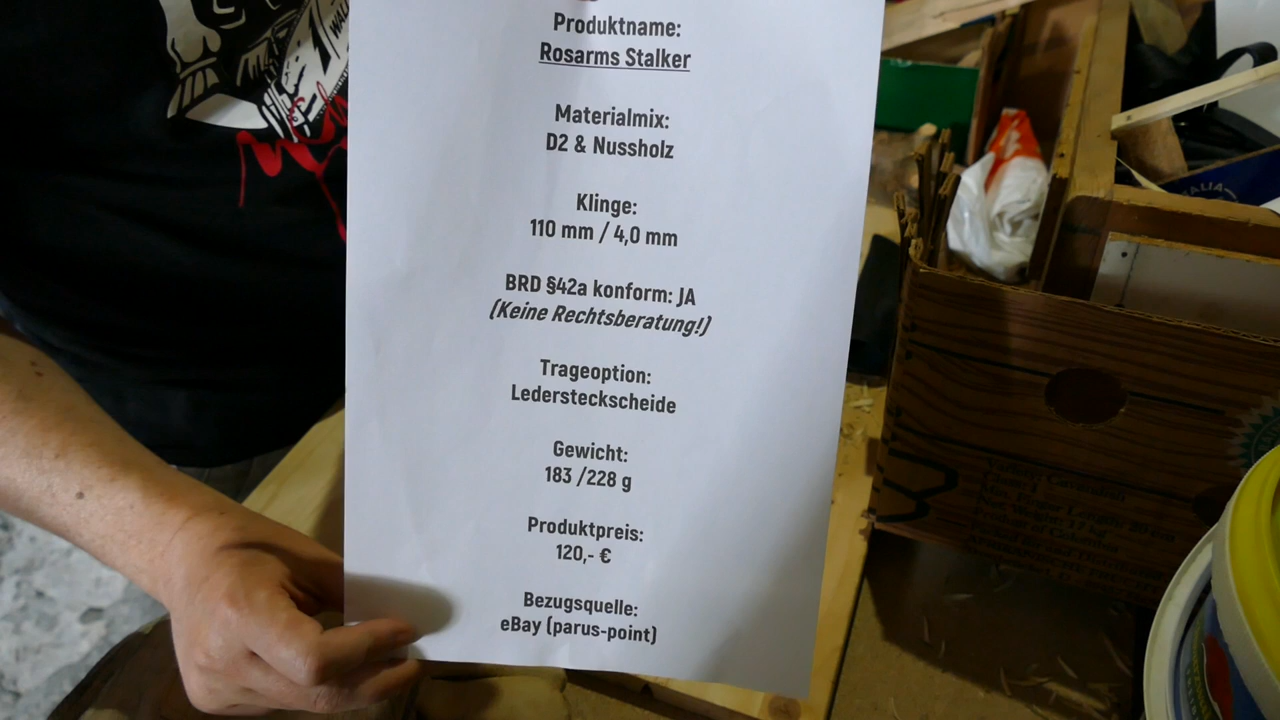 Produktname:
Rosarms Stalker
Materialmix:
D2 & Nussholz
Klinge:
110 mm / 4,0 mm
BRD §42a konform: JA
(Keine Rechtsberatung!)
Trageoption:
Ledersteckscheide
Gewicht:
183 /228 g
Produktpreis:
120,- €
Bezugsquelle:
eBay (parus-point)